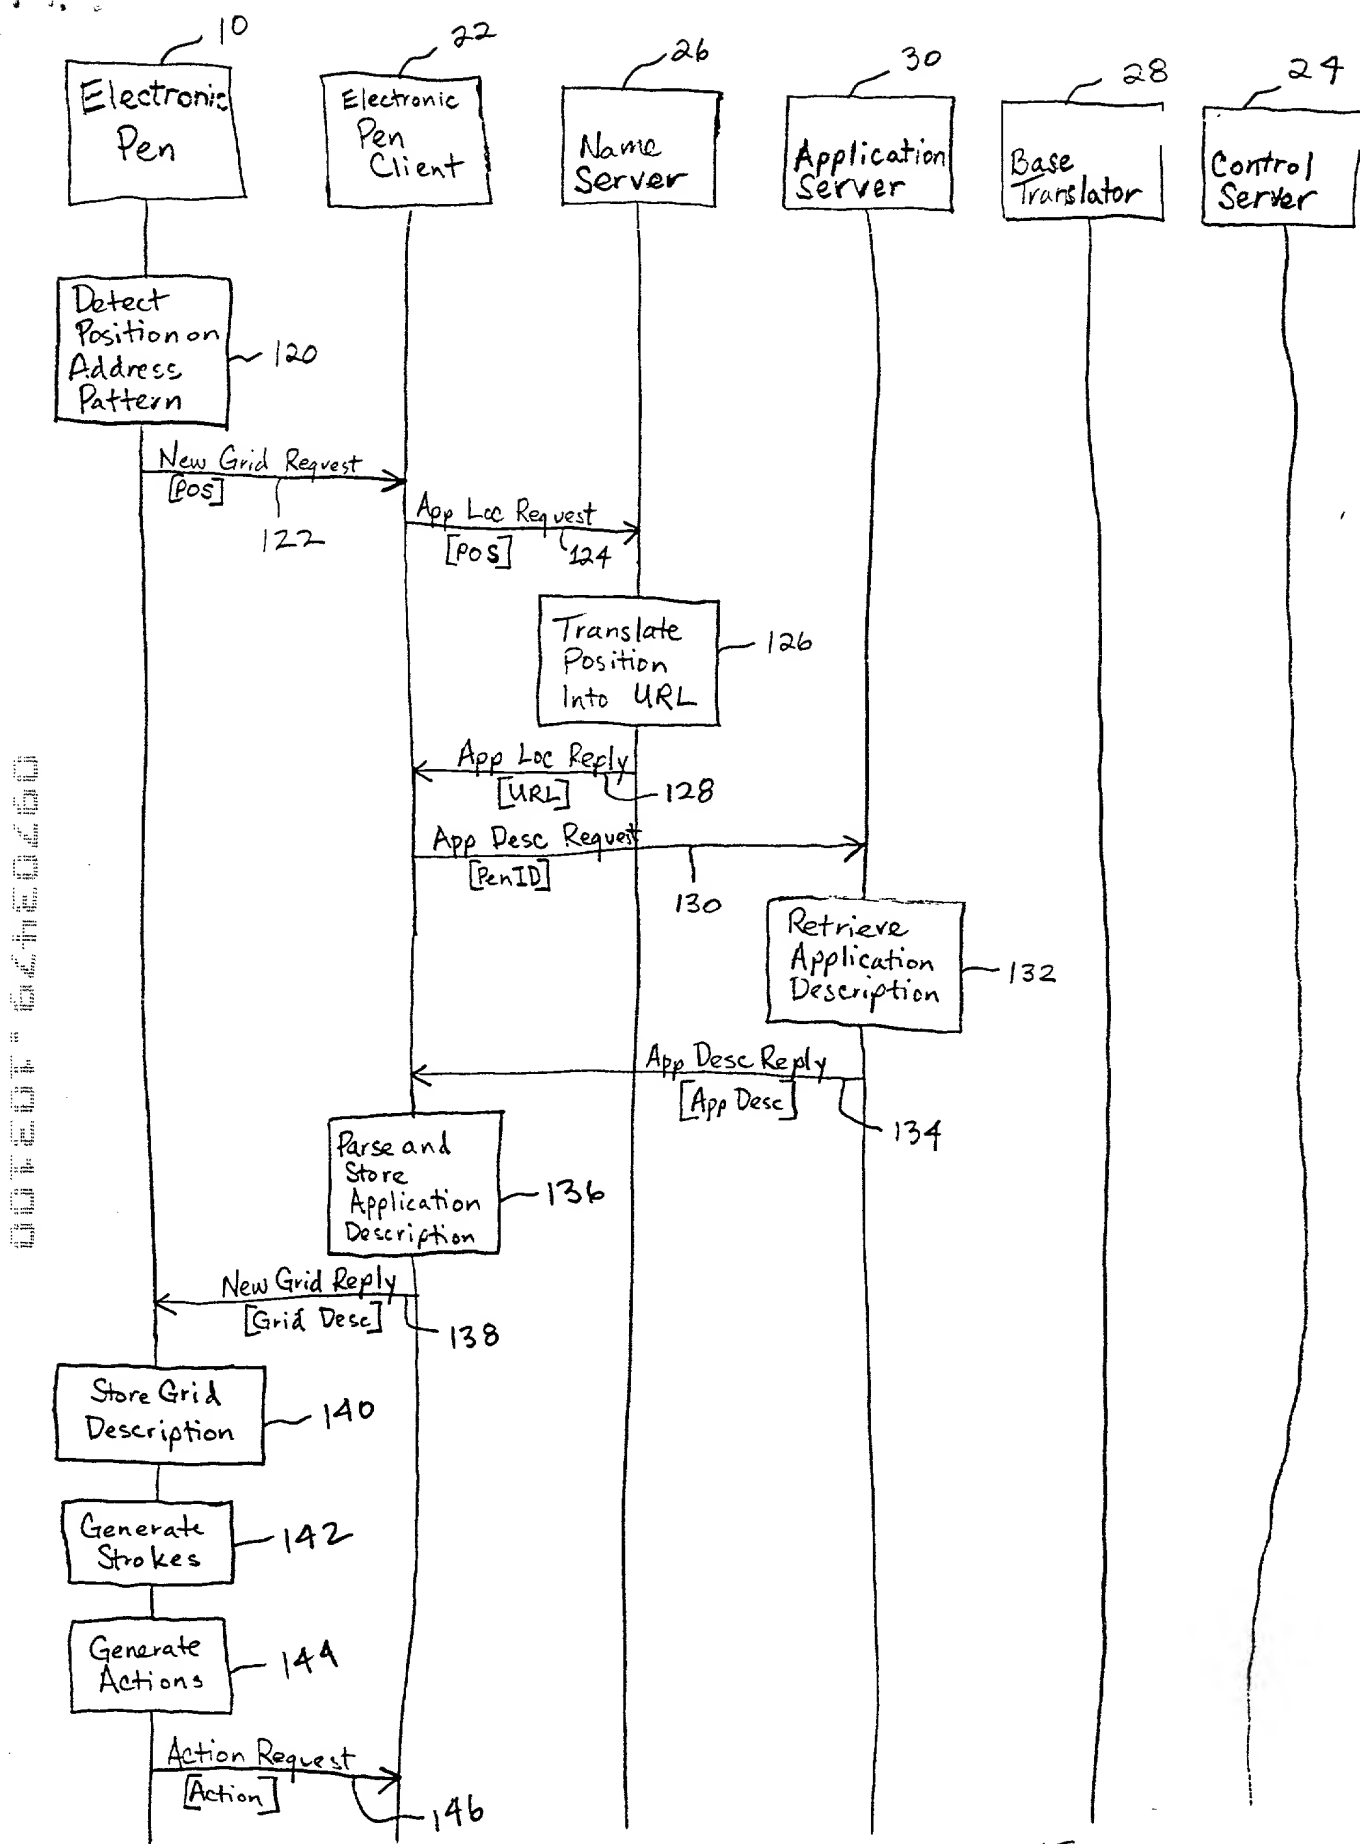 10
22
26
30
28
24
Electronic
Pen
Electronic
Pen
Client
Name
Server
Application
Server
Base
Translator
Control
Server
Detect
Position on
Address
Pattern
120
New Grid Request
[POS]
122
App Loc Request
[POS]
124
Translate
Position
Into URL
126
App Loc Reply
[URL]
128
App Desc Request
[PenID]
130
Retrieve
Application
Description
132
App Desc Reply
[App Desc]
134
Parse and
Store
Application
Description
136
New Grid Reply
[Grid Desc]
138
Store Grid
Description
140
Generate
Strokes
142
Generate
Actions
144
Action Request
[Action]
146